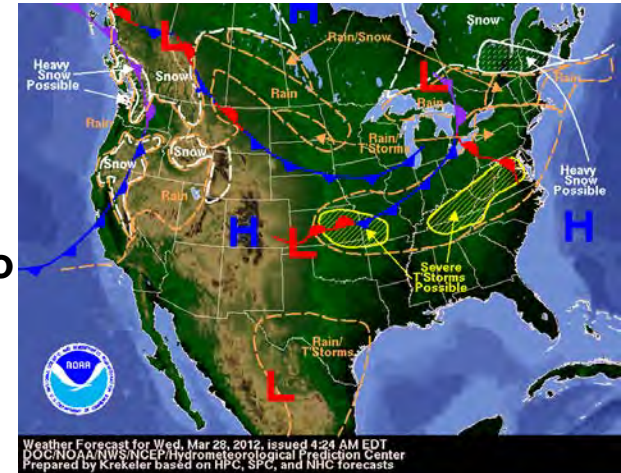 H
Snow
Rain/Snow
L
Heavy
Snow
Possible
Snow
L
Rain
Rain
Rain
Rain
Rain/
T'Storms
Snow
Snow
Heavy
Snow
Possible
Rain
H
L
H
Severe
T'Storms
Possible
Rain/
T'Storms
L
NOAA
Weather Forecast for Wed, Mar 28, 2012, issued 4:24 AM EDT
DOC/NOAA/NWS/NCEP/Hydrometeorological Prediction Center
Prepared by Krekeler based on HPC, SPC, and NHC forecasts